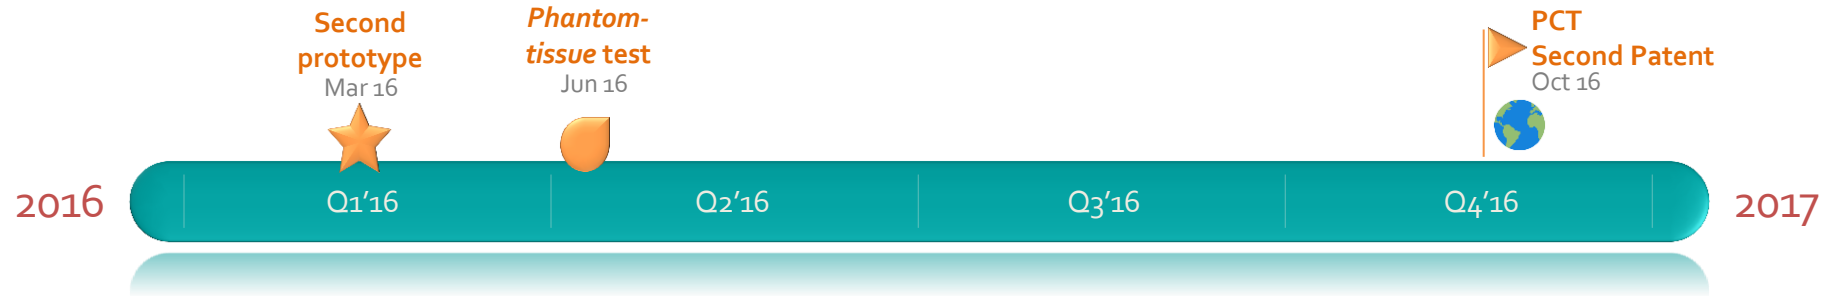 Second
prototype
Mar 16
Phantom-
tissue test
Jun 16
PCT
Second Patent
Oct 16
2016
Q1'16
Q2'16
Q3'16
Q4'16
2017